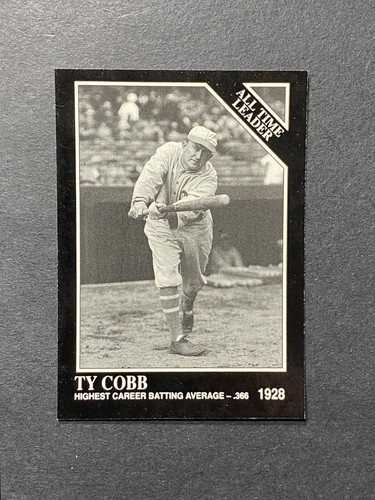 ALL TIME
LEADER
TY COBB
HIGHEST CAREER BATTING AVERAGE – .366 1928